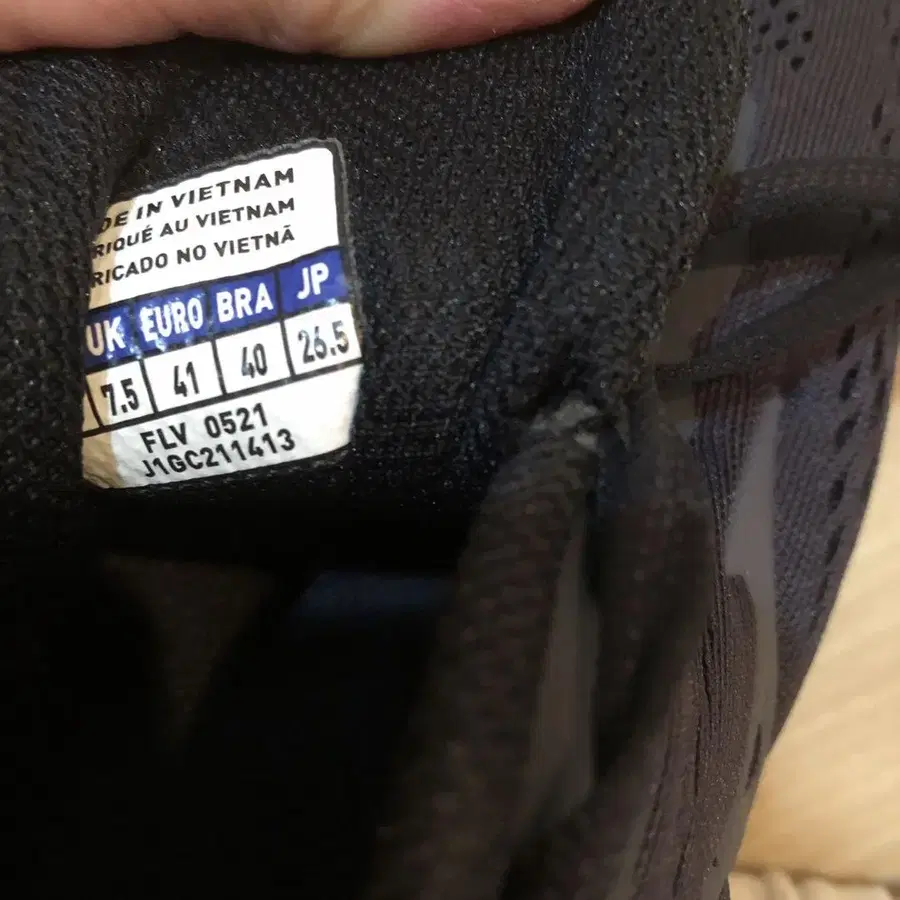 DE IN VIETNAM
RIQUÉ AU VIETNAM
RICADO NO VIETNÃ
UK EURO BRA JP
7.5 41 40 26.5
FLV 0521
J1GC211413